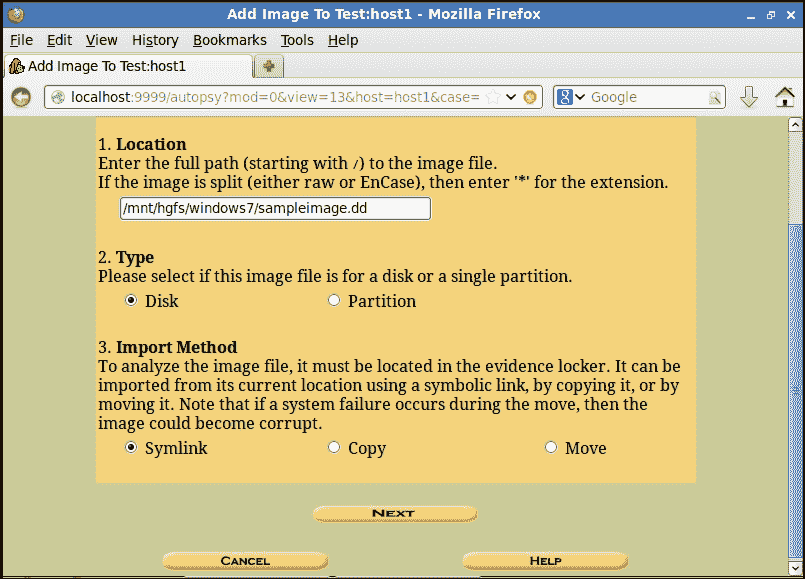 Add Image To Test:host1 - Mozilla Firefox
File Edit View History Bookmarks Tools Help
Add Image To Test:host1
localhost:9999/autopsy?mod=0&view=13&host=host1&case=
Google
1. Location
Enter the full path (starting with /) to the image file.
If the image is split (either raw or EnCase), then enter '*' for the extension.
/mnt/hgfs/windows7/sampleimage.dd
2. Type
Please select if this image file is for a disk or a single partition.
Disk Partition
3. Import Method
To analyze the image file, it must be located in the evidence locker. It can be
imported from its current location using a symbolic link, by copying it, or by
moving it. Note that if a system failure occurs during the move, then the
image could become corrupt.
Symlink Copy Move
NEXT
CANCEL HELP